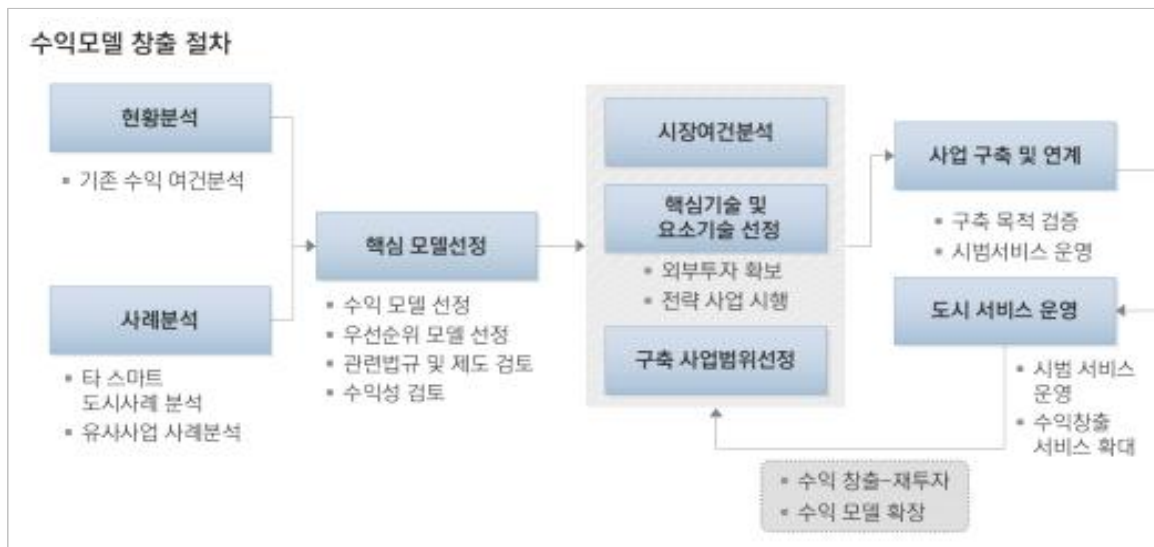 수익모델 창출 절차
현황분석
▪ 기존 수익 여건분석
사례분석
▪ 타 스마트
도시사례 분석
▪ 유사사업 사례분석
핵심 모델선정
▪ 수익 모델 선정
▪ 우선순위 모델 선정
▪ 관련법규 및 제도 검토
▪ 수익성 검토
시장여건분석
핵심기술 및
요소기술 선정
▪ 외부투자 확보
▪ 전략 사업 시행
구축 사업범위선정
사업 구축 및 연계
▪ 구축 목적 검증
▪ 시범서비스 운영
도시 서비스 운영
▪ 시범 서비스
운영
▪ 수익창출
서비스 확대
▪ 수익 창출-재투자
▪ 수익 모델 확장